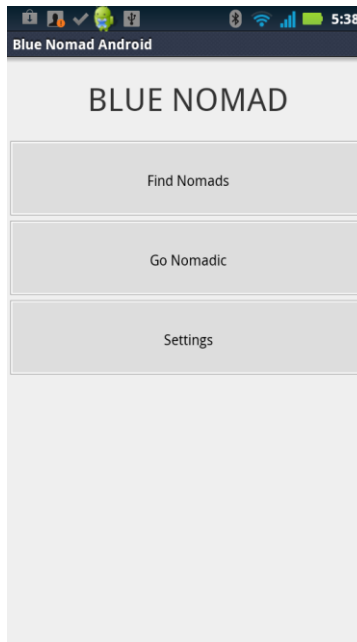 5:38
Blue Nomad Android
BLUE NOMAD
Find Nomads
Go Nomadic
Settings